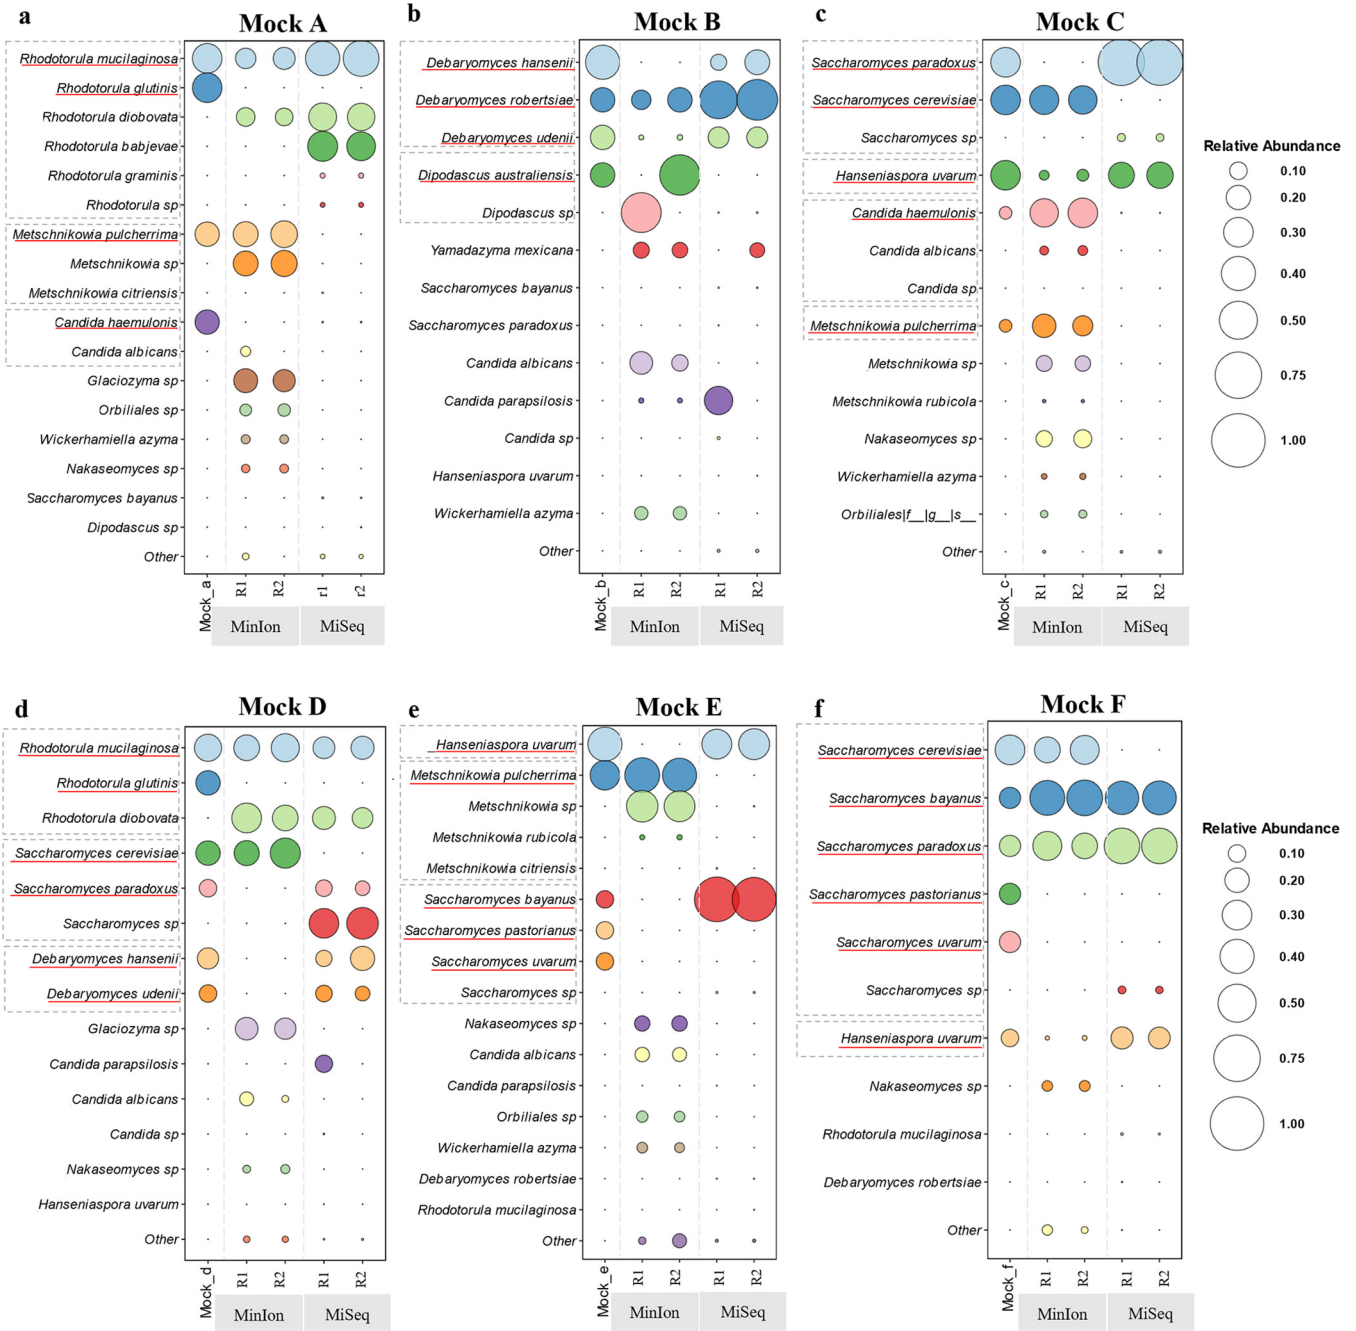 a
Mock A
Rhodotorula mucilaginosa
Rhodotorula glutinis
Rhodotorula diobovata
Rhodotorula babjevae
Rhodotorula graminis
Rhodotorula sp
Metschnikowia pulcherrima
Metschnikowia sp
Metschnikowia citriensis
Candida haemulonis
Candida albicans
Glaciozyma sp
Orbiliales sp
Wickerhamiella azyma
Nakaseomyces sp
Saccharomyces bayanus
Dipodascus sp
Other
Mock_a
R1
R2
r1
r2
MinIon
MiSeq
b
Mock B
Debaryomyces hansenii
Debaryomyces robertsiae
Debaryomyces udenii
Dipodascus australiensis
Dipodascus sp
Yamadazyma mexicana
Saccharomyces bayanus
Saccharomyces paradoxus
Candida albicans
Candida parapsilosis
Candida sp
Hanseniaspora uvarum
Wickerhamiella azyma
Other
Mock_b
R1
R2
R1
R2
MinIon
MiSeq
c
Mock C
Saccharomyces paradoxus
Saccharomyces cerevisiae
Saccharomyces sp
Hanseniaspora uvarum
Candida haemulonis
Candida albicans
Candida sp
Metschnikowia pulcherrima
Metschnikowia sp
Metschnikowia rubicola
Nakaseomyces sp
Wickerhamiella azyma
Orbiliales|f__|g__|s__
Other
Mock_c
R1
R2
R1
R2
MinIon
MiSeq
Relative Abundance
0.10
0.20
0.30
0.40
0.50
0.75
1.00
d
Mock D
Rhodotorula mucilaginosa
Rhodotorula glutinis
Rhodotorula diobovata
Saccharomyces cerevisiae
Saccharomyces paradoxus
Saccharomyces sp
Debaryomyces hansenii
Debaryomyces udenii
Glaciozyma sp
Candida parapsilosis
Candida albicans
Candida sp
Nakaseomyces sp
Hanseniaspora uvarum
Other
Mock_d
R1
R2
R1
R2
MinIon
MiSeq
e
Mock E
Hanseniaspora uvarum
Metschnikowia pulcherrima
Metschnikowia sp
Metschnikowia rubicola
Metschnikowia citriensis
Saccharomyces bayanus
Saccharomyces pastorianus
Saccharomyces uvarum
Saccharomyces sp
Nakaseomyces sp
Candida albicans
Candida parapsilosis
Orbiliales sp
Wickerhamiella azyma
Debaryomyces robertsiae
Rhodotorula mucilaginosa
Other
Mock_e
R1
R2
R1
R2
MinIon
MiSeq
f
Mock F
Saccharomyces cerevisiae
Saccharomyces bayanus
Saccharomyces paradoxus
Saccharomyces pastorianus
Saccharomyces uvarum
Saccharomyces sp
Hanseniaspora uvarum
Nakaseomyces sp
Rhodotorula mucilaginosa
Debaryomyces robertsiae
Other
Mock_f
R1
R2
R1
R2
MinIon
MiSeq
Relative Abundance
0.10
0.20
0.30
0.40
0.50
0.75
1.00